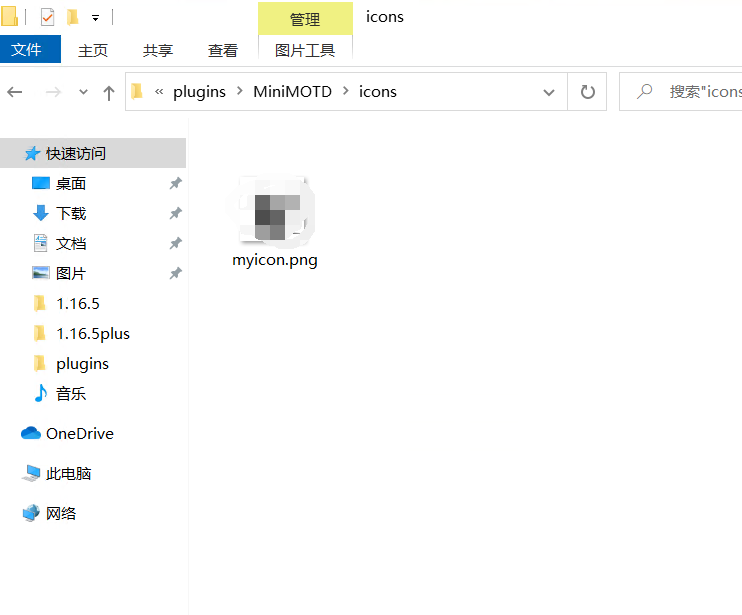 管理
icons
文件
主页
共享
查看
图片工具
« plugins > MiniMOTD > icons
搜索"icons
快速访问
桌面
下载
文档
图片
1.16.5
1.16.5plus
plugins
音乐
OneDrive
此电脑
网络
myicon.png